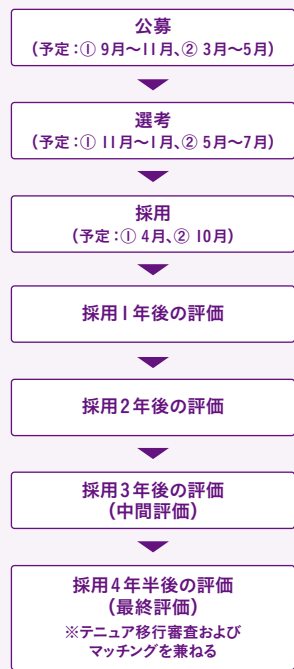 公募
(予定:① 9月〜11月、② 3月〜5月)
選考
(予定:① 11月〜1月、② 5月〜7月)
採用
(予定:① 4月、② 10月)
採用1年後の評価
採用2年後の評価
採用3年後の評価
(中間評価)
採用4年半後の評価
(最終評価)
※テニュア移行審査および
マッチングを兼ねる